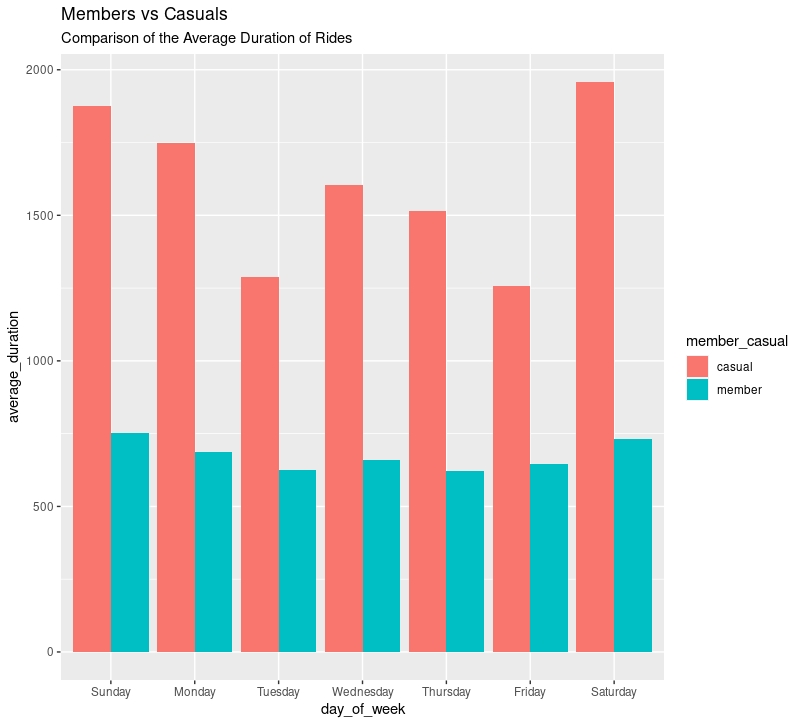 Members vs Casuals
Comparison of the Average Duration of Rides
2000
1500
1000
500
0
average_duration
Sunday Monday Tuesday Wednesday Thursday Friday Saturday
day_of_week
member_casual
casual
member